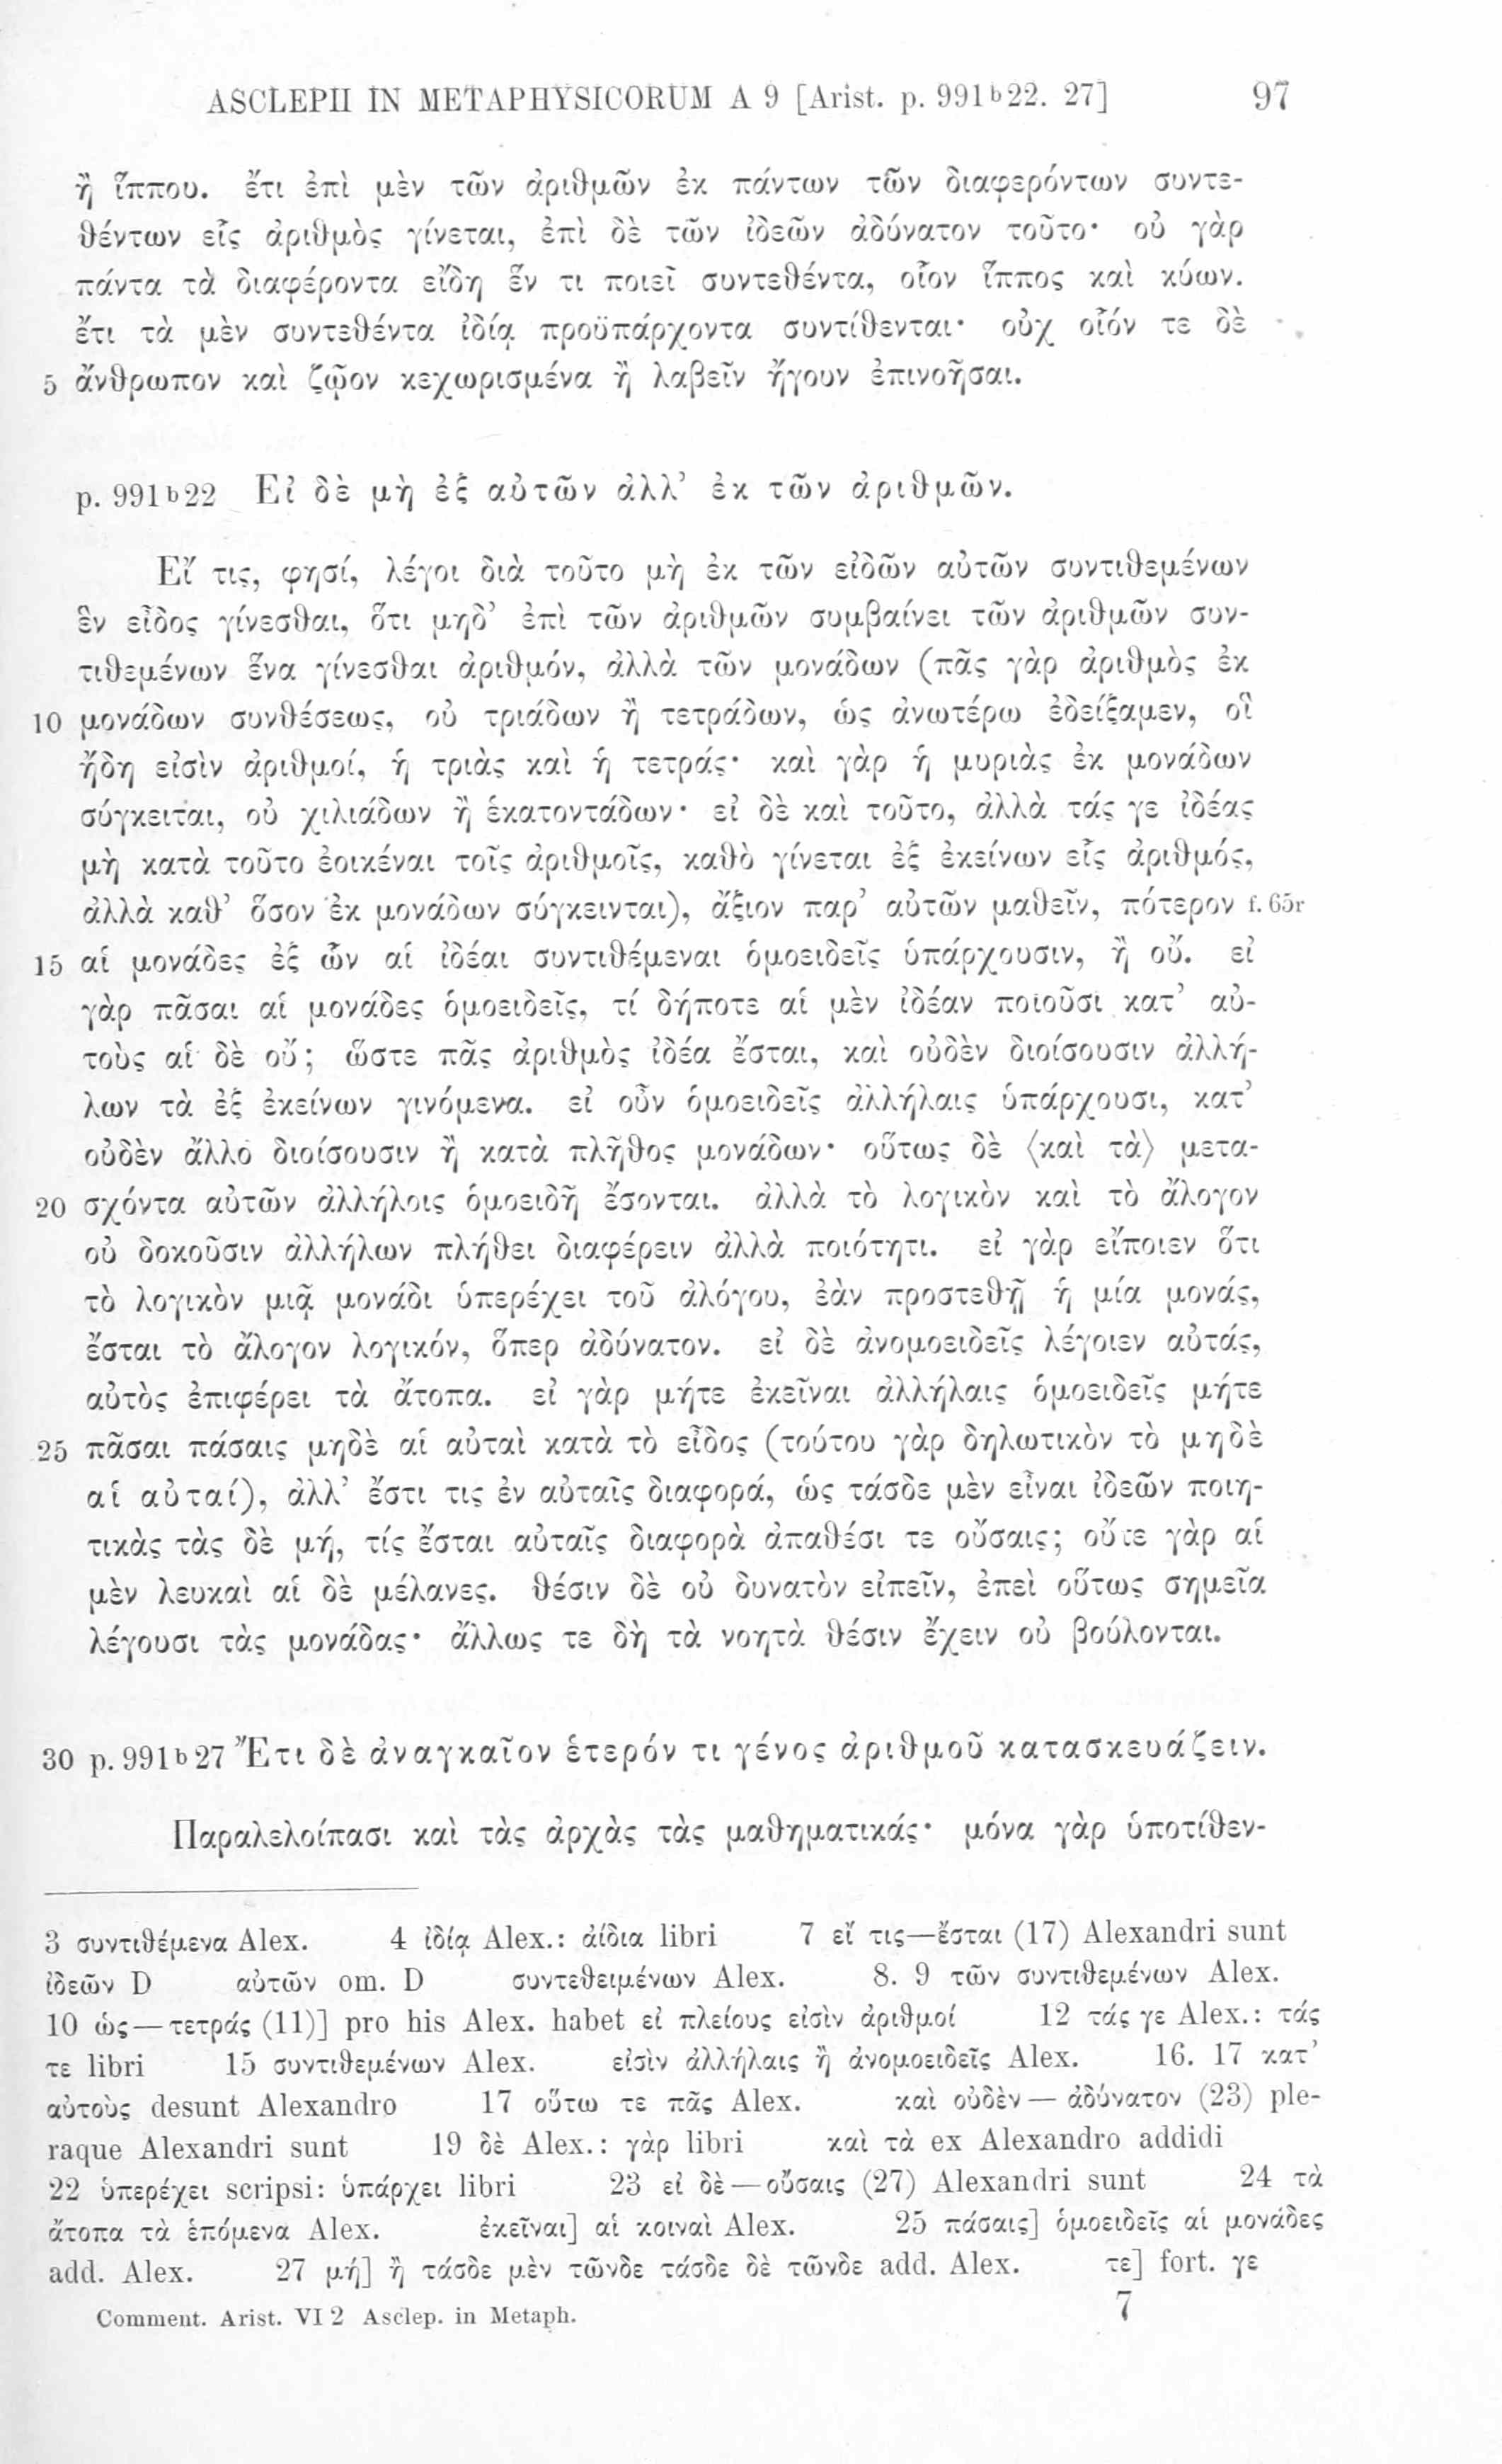 ASCLEPII IN METAPHYSICORUM A 9 [Arist. p. 991b22. 27] 97
ἢ ἵππου. ἔτι ἐπὶ μὲν τῶν ἀριθμῶν ἐκ πάντων τῶν διαφερόντων συντε-
θέντων εἷς ἀριθμὸς γίνεται, ἐπὶ δὲ τῶν ἰδεῶν ἀδύνατον τοῦτο· οὐ γὰρ
πάντα τὰ διαφέροντα εἴδη ἕν τι ποιεῖ συντεθέντα, οἷον ἵππος καὶ κύων.
ἔτι τὰ μὲν συντεθέντα ἰδίᾳ προϋπάρχοντα συντίθενται· οὐχ οἷόν τε δὲ
5 ἄνθρωπον καὶ ζῷον κεχωρισμένα ἢ λαβεῖν ἤγουν ἐπινοῆσαι.
p. 991b22 Εἰ δὲ μὴ ἐξ αὐτῶν ἀλλ’ ἐκ τῶν ἀριθμῶν.
Εἴ τις, φησί, λέγοι διὰ τοῦτο μὴ ἐκ τῶν εἰδῶν αὐτῶν συντιθεμένων
ἓν εἶδος γίνεσθαι, ὅτι μηδ’ ἐπὶ τῶν ἀριθμῶν συμβαίνει τῶν ἀριθμῶν συν-
τιθεμένων ἕνα γίνεσθαι ἀριθμόν, ἀλλὰ τῶν μονάδων (πᾶς γὰρ ἀριθμὸς ἐκ
10 μονάδων συνθέσεως, οὐ τριάδων ἢ τετράδων, ὡς ἀνωτέρω ἐδείξαμεν, οἳ
ἤδη εἰσὶν ἀριθμοί, ἡ τριὰς καὶ ἡ τετράς· καὶ γὰρ ἡ μυριὰς ἐκ μονάδων
σύγκειται, οὐ χιλιάδων ἢ ἑκατοντάδων· εἰ δὲ καὶ τοῦτο, ἀλλὰ τάς γε ἰδέας
μὴ κατὰ τοῦτο ἐοικέναι τοῖς ἀριθμοῖς, καθὸ γίνεται ἐξ ἐκείνων εἷς ἀριθμός,
ἀλλὰ καθ’ ὅσον ἐκ μονάδων σύγκεινται), ἄξιον παρ’ αὐτῶν μαθεῖν, πότερον f. 65r
15 αἱ μονάδες ἐξ ὧν αἱ ἰδέαι συντιθέμεναι ὁμοειδεῖς ὑπάρχουσιν, ἢ οὔ. εἰ
γὰρ πᾶσαι αἱ μονάδες ὁμοειδεῖς, τί δήποτε αἱ μὲν ἰδέαν ποιοῦσι κατ’ αὐ-
τοὺς αἱ δὲ οὔ; ὥστε πᾶς ἀριθμὸς ἰδέα ἔσται, καὶ οὐδὲν διοίσουσιν ἀλλή-
λων τὰ ἐξ ἐκείνων γινόμενα. εἰ οὖν ὁμοειδεῖς ἀλλήλαις ὑπάρχουσι, κατ’
οὐδὲν ἄλλο διοίσουσιν ἢ κατὰ πλῆθος μονάδων· οὕτως δὲ ⟨καὶ τὰ⟩ μετα-
20 σχόντα αὐτῶν ἀλλήλοις ὁμοειδῆ ἔσονται. ἀλλὰ τὸ λογικὸν καὶ τὸ ἄλογον
οὐ δοκοῦσιν ἀλλήλων πλήθει διαφέρειν ἀλλὰ ποιότητι. εἰ γὰρ εἴποιεν ὅτι
τὸ λογικὸν μιᾷ μονάδι ὑπερέχει τοῦ ἀλόγου, ἐὰν προστεθῇ ἡ μία μονάς,
ἔσται τὸ ἄλογον λογικόν, ὅπερ ἀδύνατον. εἰ δὲ ἀνομοειδεῖς λέγοιεν αὐτάς,
αὐτὸς ἐπιφέρει τὰ ἄτοπα. εἰ γὰρ μήτε ἐκεῖναι ἀλλήλαις ὁμοειδεῖς μήτε
25 πᾶσαι πάσαις μηδὲ αἱ αὐταὶ κατὰ τὸ εἶδος (τούτου γὰρ δηλωτικὸν τὸ μηδὲ
αἱ αὐταί), ἀλλ’ ἔστι τις ἐν αὐταῖς διαφορά, ὡς τάσδε μὲν εἶναι ἰδεῶν ποιη-
τικὰς τὰς δὲ μή, τίς ἔσται αὐταῖς διαφορὰ ἀπαθέσι τε οὔσαις; οὔτε γὰρ αἱ
μὲν λευκαὶ αἱ δὲ μέλανες. θέσιν δὲ οὐ δυνατὸν εἰπεῖν, ἐπεὶ οὕτως σημεῖα
λέγουσι τὰς μονάδας· ἄλλως τε δὴ τὰ νοητὰ θέσιν ἔχειν οὐ βούλονται.
30 p. 991b27 Ἔτι δὲ ἀναγκαῖον ἑτερόν τι γένος ἀριθμοῦ κατασκευάζειν.
Παραλελοίπασι καὶ τὰς ἀρχὰς τὰς μαθηματικάς· μόνα γὰρ ὑποτίθεν-
3 συντιθέμενα Alex. 4 ἰδίᾳ Alex.: ἀίδια libri 7 εἴ τις—ἔσται (17) Alexandri sunt
ἰδεῶν D αὐτῶν om. D συντεθειμένων Alex. 8. 9 τῶν συντιθεμένων Alex.
10 ὡς—τετράς (11)] pro his Alex. habet εἰ πλείους εἰσὶν ἀριθμοί 12 τάς γε Alex.: τάς
τε libri 15 συντιθεμένων Alex. εἰσὶν ἀλλήλαις ἢ ἀνομοειδεῖς Alex. 16. 17 κατ’
αὐτοὺς desunt Alexandro 17 οὕτω τε πᾶς Alex. καὶ οὐδὲν — ἀδύνατον (23) ple-
raque Alexandri sunt 19 δὲ Alex.: γὰρ libri καὶ τὰ ex Alexandro addidi
22 ὑπερέχει scripsi: ὑπάρχει libri 23 εἰ δὲ—οὔσαις (27) Alexandri sunt 24 τὰ
ἄτοπα τὰ ἑπόμενα Alex. ἐκεῖναι] αἱ κοιναὶ Alex. 25 πάσαις] ὁμοειδεῖς αἱ μονάδες
add. Alex. 27 μή] ἢ τάσδε μὲν τῶνδε τάσδε δὲ τῶνδε add. Alex. τε] fort. γε
Comment. Arist. VI 2 Asclep. in Metaph. 7